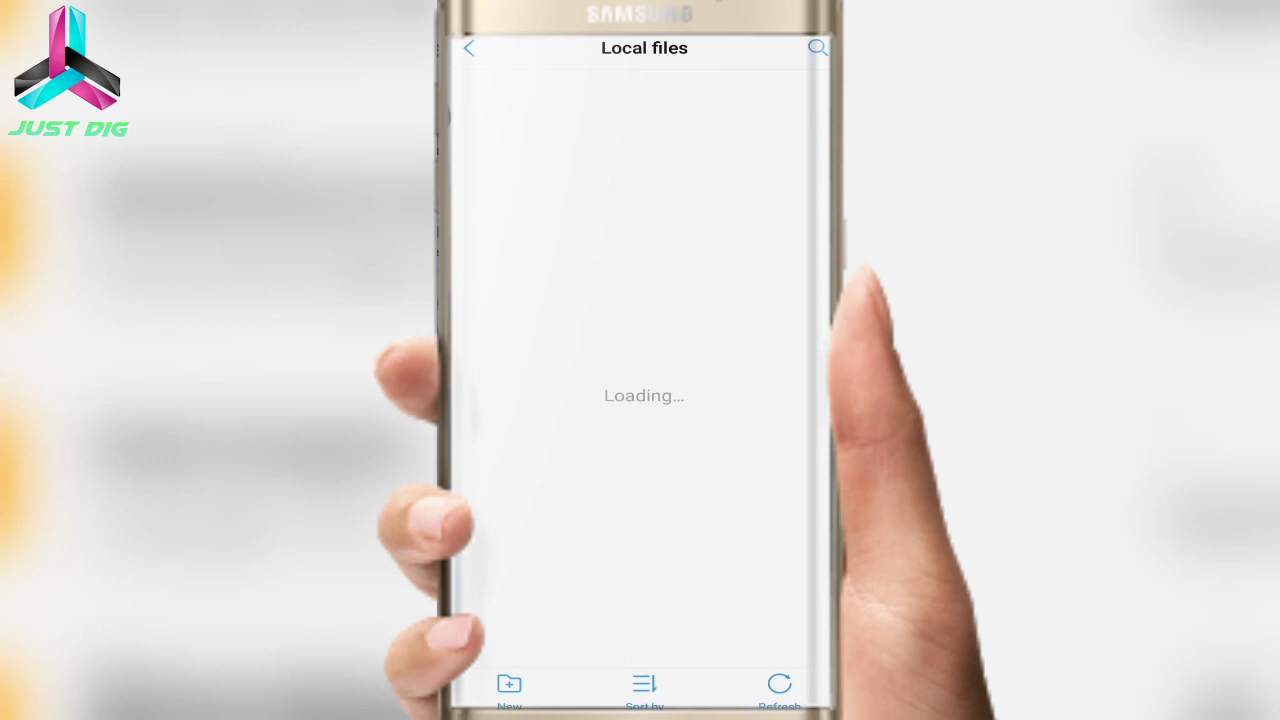 SAMSUNG
Local files
JUST DIG
Loading...
New
Sort by
Refresh